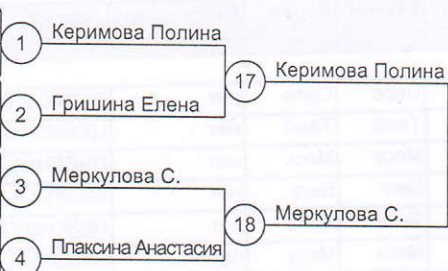 1 Керимова Полина
17 Керимова Полина
2 Гришина Елена
3 Меркулова С.
18 Меркулова С.
4 Плаксина Анастасия